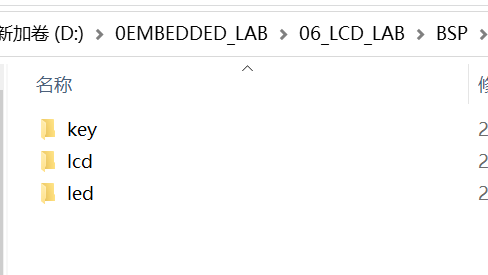 新加卷 (D:) > 0EMBEDDED_LAB > 06_LCD_LAB > BSP >
名称
key
lcd
led